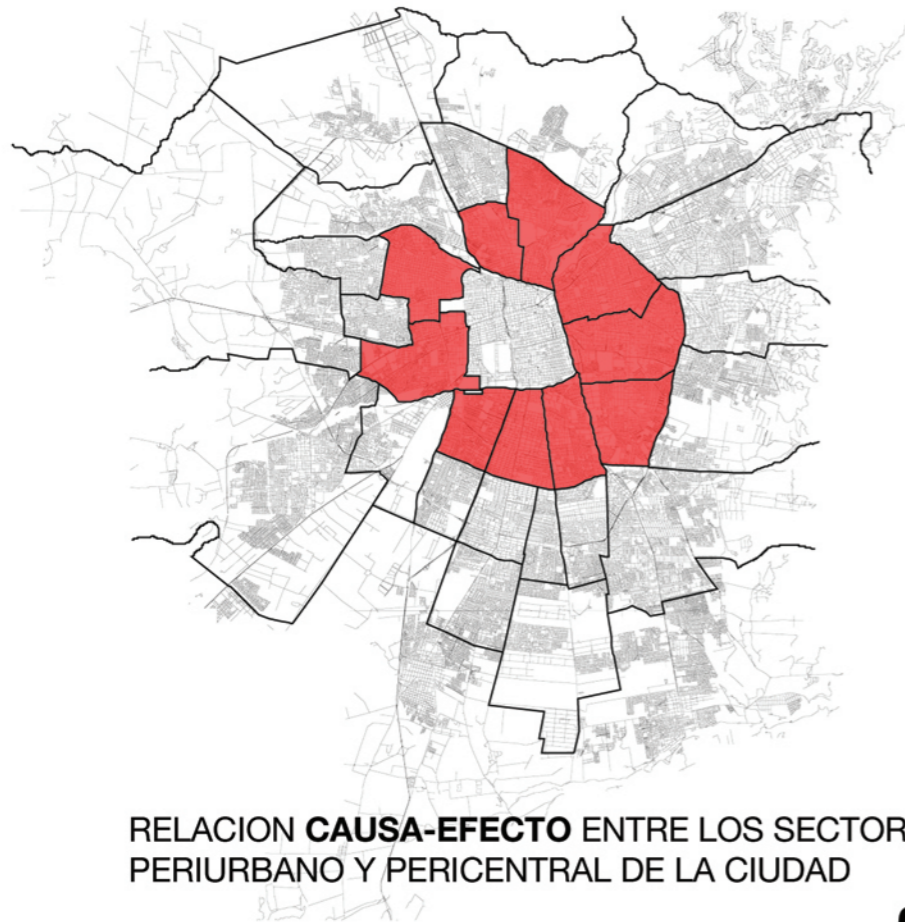 RELACION CAUSA-EFECTO ENTRE LOS SECTOR
PERIURBANO Y PERICENTRAL DE LA CIUDAD